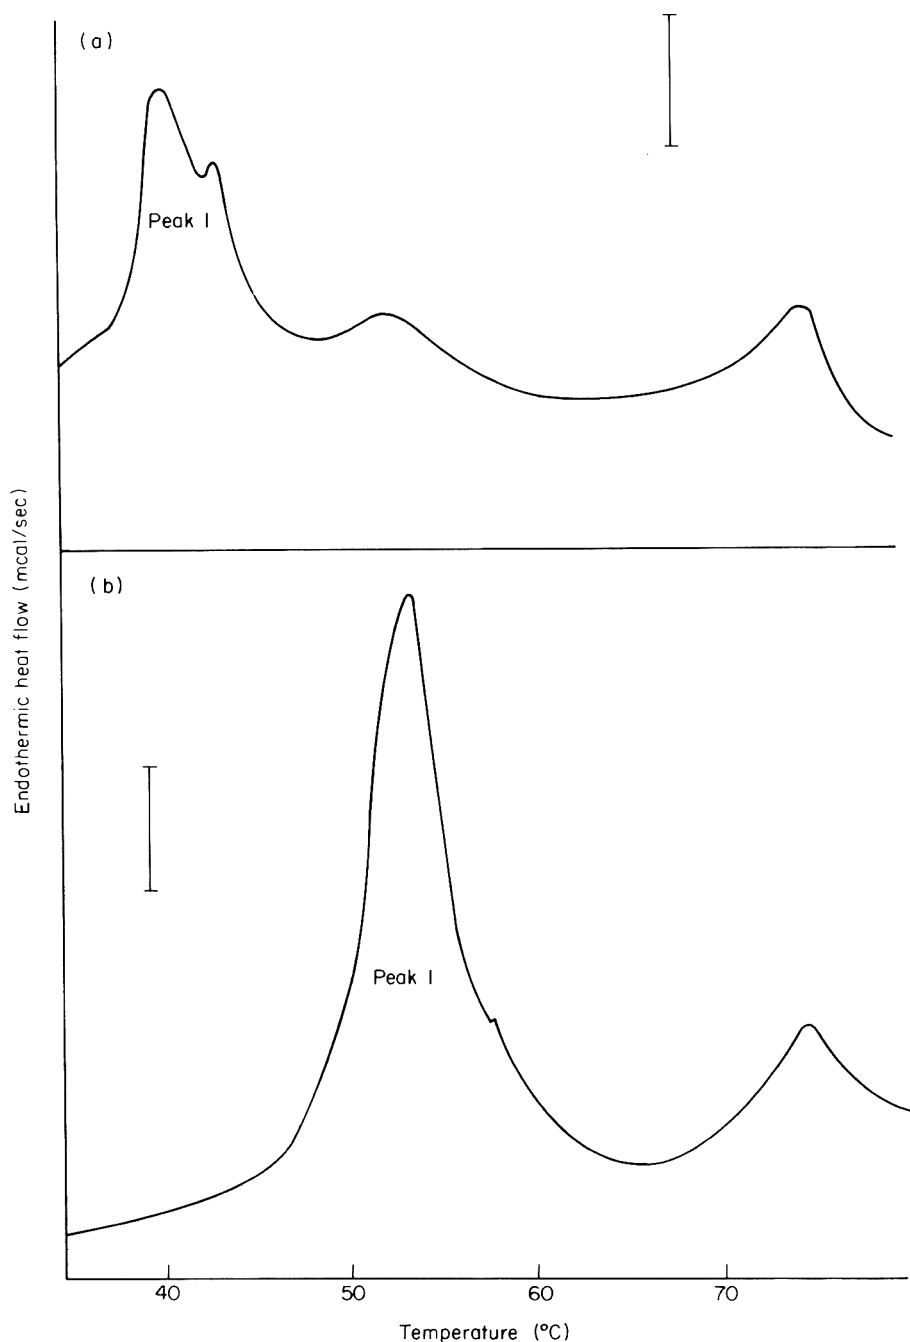 (a)
Peak I
Endothermic heat flow (mcal/sec)
(b)
Peak I
40 50 60 70
Temperature (°C)